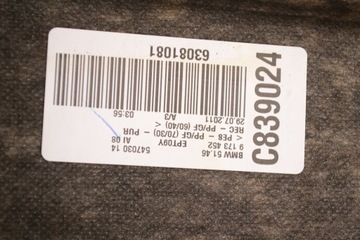 C839024
BMW 51.46
9 173 452
EPT09Y
547030 14
AI 08
< PES - PP/GF (70/30) - PUR
REC - PP/GF (60/40) <
29.07.2011
A/3
03:56
63081081